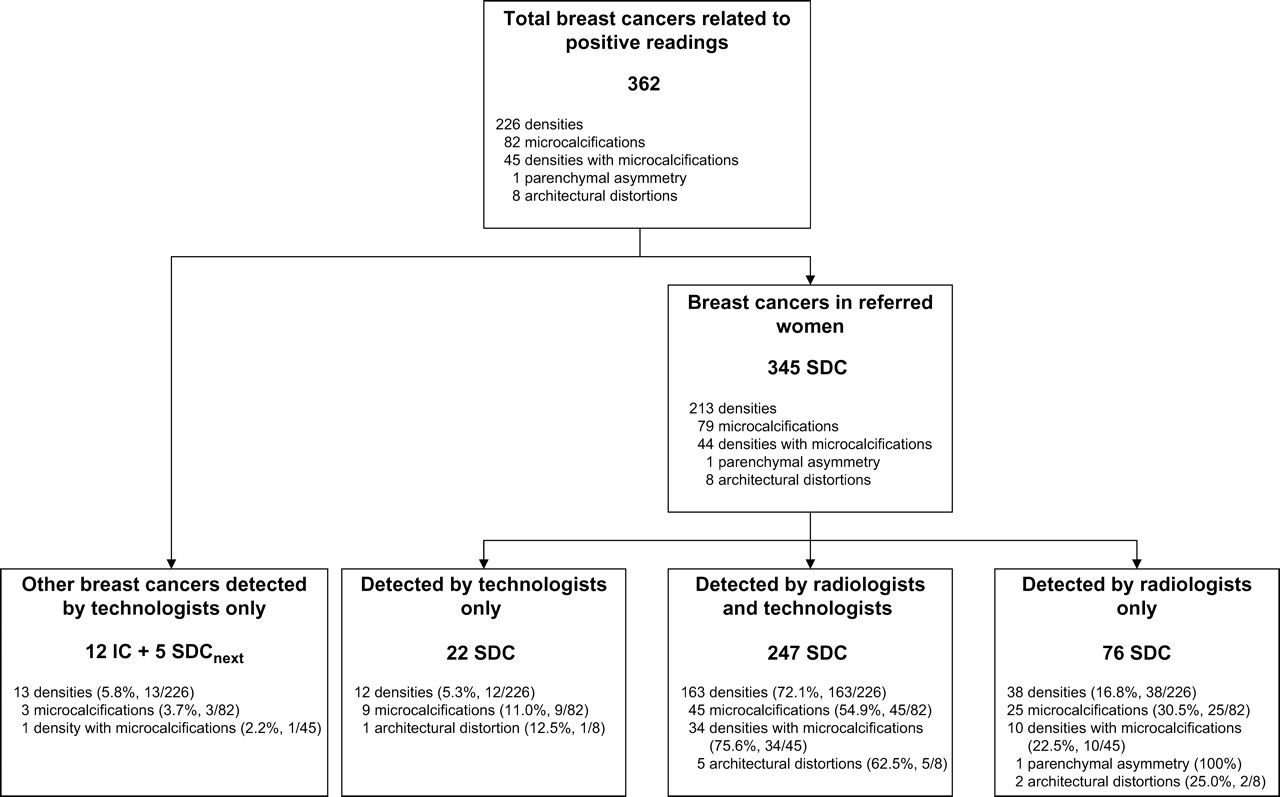 Total breast cancers related to
positive readings
362
226 densities
82 microcalcifications
45 densities with microcalcifications
1 parenchymal asymmetry
8 architectural distortions
Breast cancers in referred
women
345 SDC
213 densities
79 microcalcifications
44 densities with microcalcifications
1 parenchymal asymmetry
8 architectural distortions
Other breast cancers detected
by technologists only
12 IC + 5 SDCnext
13 densities (5.8%, 13/226)
3 microcalcifications (3.7%, 3/82)
1 density with microcalcifications (2.2%, 1/45)
Detected by technologists
only
22 SDC
12 densities (5.3%, 12/226)
9 microcalcifications (11.0%, 9/82)
1 architectural distortion (12.5%, 1/8)
Detected by radiologists
and technologists
247 SDC
163 densities (72.1%, 163/226)
45 microcalcifications (54.9%, 45/82)
34 densities with microcalcifications
(75.6%, 34/45)
5 architectural distortions (62.5%, 5/8)
Detected by radiologists
only
76 SDC
38 densities (16.8%, 38/226)
25 microcalcifications (30.5%, 25/82)
10 densities with microcalcifications
(22.5%, 10/45)
1 parenchymal asymmetry (100%)
2 architectural distortions (25.0%, 2/8)